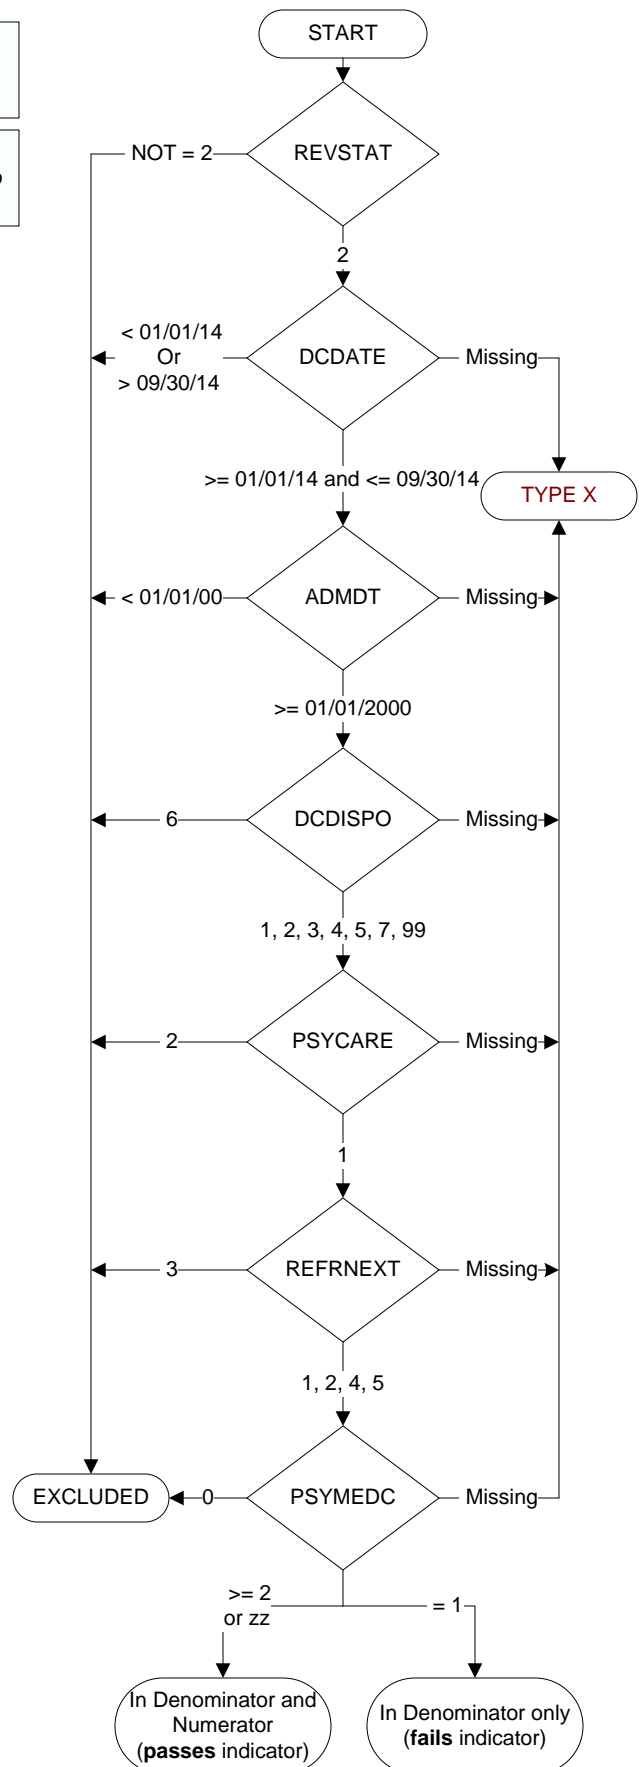 START
REVSTAT
NOT = 2
2
< 01/01/14
Or
> 09/30/14
DCDATE
Missing
>= 01/01/14 and <= 09/30/14
TYPE X
< 01/01/00
ADMDT
Missing
>= 01/01/2000
6
DCDISPO
Missing
1, 2, 3, 4, 5, 7, 99
2
PSYCARE
Missing
1
3
REFRNEXT
Missing
1, 2, 4, 5
EXCLUDED
0
PSYMEDC
Missing
>= 2
or zz
= 1
In Denominator and
Numerator
(passes indicator)
In Denominator only
(fails indicator)